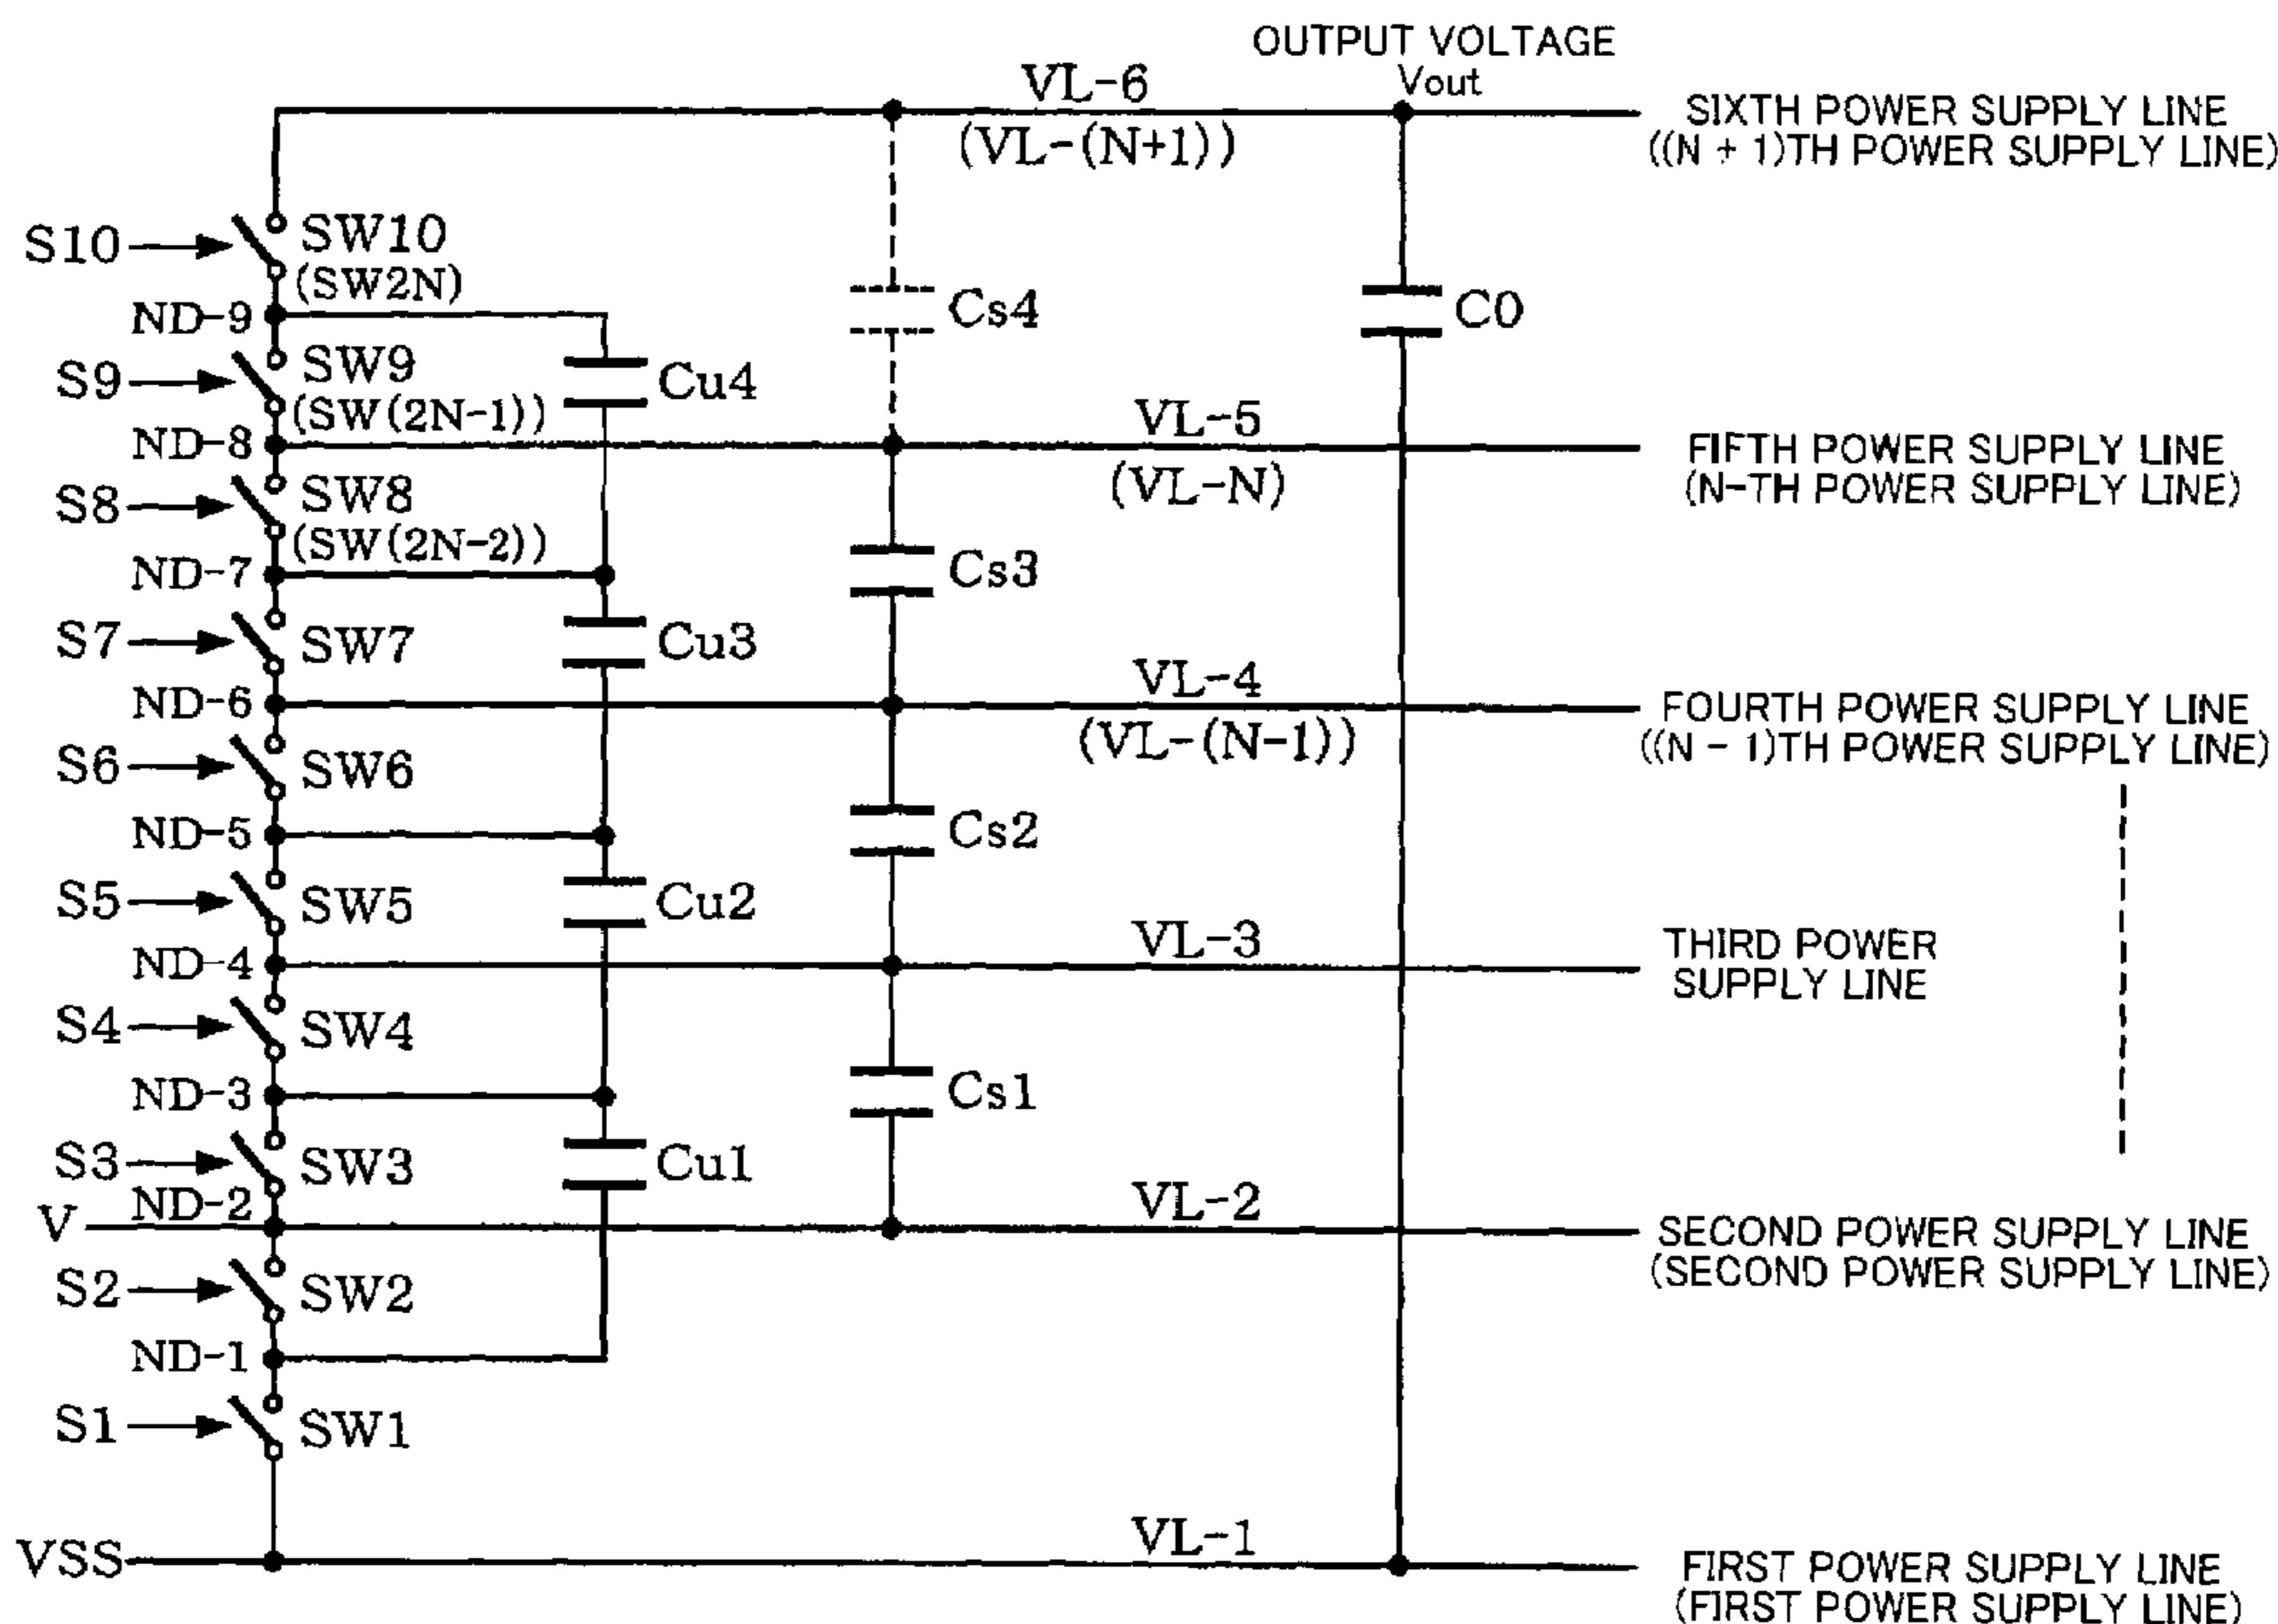 OUTPUT VOLTAGE
Vout
VL-6
(VL-(N+1))
SIXTH POWER SUPPLY LINE
((N + 1)TH POWER SUPPLY LINE)
S10
SW10
(SW2N)
ND-9
Cs4
C0
S9
SW9
(SW(2N-1))
Cu4
ND-8
VL-5
(VL-N)
FIFTH POWER SUPPLY LINE
(N-TH POWER SUPPLY LINE)
S8
SW8
(SW(2N-2))
ND-7
Cs3
S7
SW7
Cu3
ND-6
VL-4
(VL-(N-1))
FOURTH POWER SUPPLY LINE
((N - 1)TH POWER SUPPLY LINE)
S6
SW6
ND-5
Cs2
S5
SW5
Cu2
ND-4
VL-3
THIRD POWER
SUPPLY LINE
S4
SW4
ND-3
Cs1
S3
SW3
Cu1
ND-2
V
VL-2
SECOND POWER SUPPLY LINE
(SECOND POWER SUPPLY LINE)
S2
SW2
ND-1
S1
SW1
VSS
VL-1
FIRST POWER SUPPLY LINE
(FIRST POWER SUPPLY LINE)